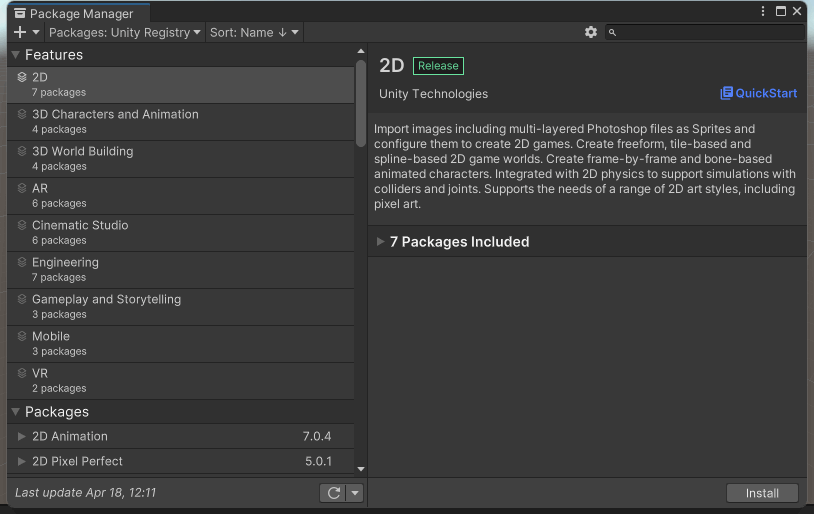 Package Manager
Packages: Unity Registry
Sort: Name ↓
Features
2D
7 packages
3D Characters and Animation
4 packages
3D World Building
4 packages
AR
6 packages
Cinematic Studio
6 packages
Engineering
7 packages
Gameplay and Storytelling
3 packages
Mobile
3 packages
VR
2 packages
Packages
2D Animation 7.0.4
2D Pixel Perfect 5.0.1
Last update Apr 18, 12:11
2D Release
Unity Technologies
QuickStart
Import images including multi-layered Photoshop files as Sprites and
configure them to create 2D games. Create freeform, tile-based and
spline-based 2D game worlds. Create frame-by-frame and bone-based
animated characters. Integrated with 2D physics to support simulations with
colliders and joints. Supports the needs of a range of 2D art styles, including
pixel art.
7 Packages Included
Install